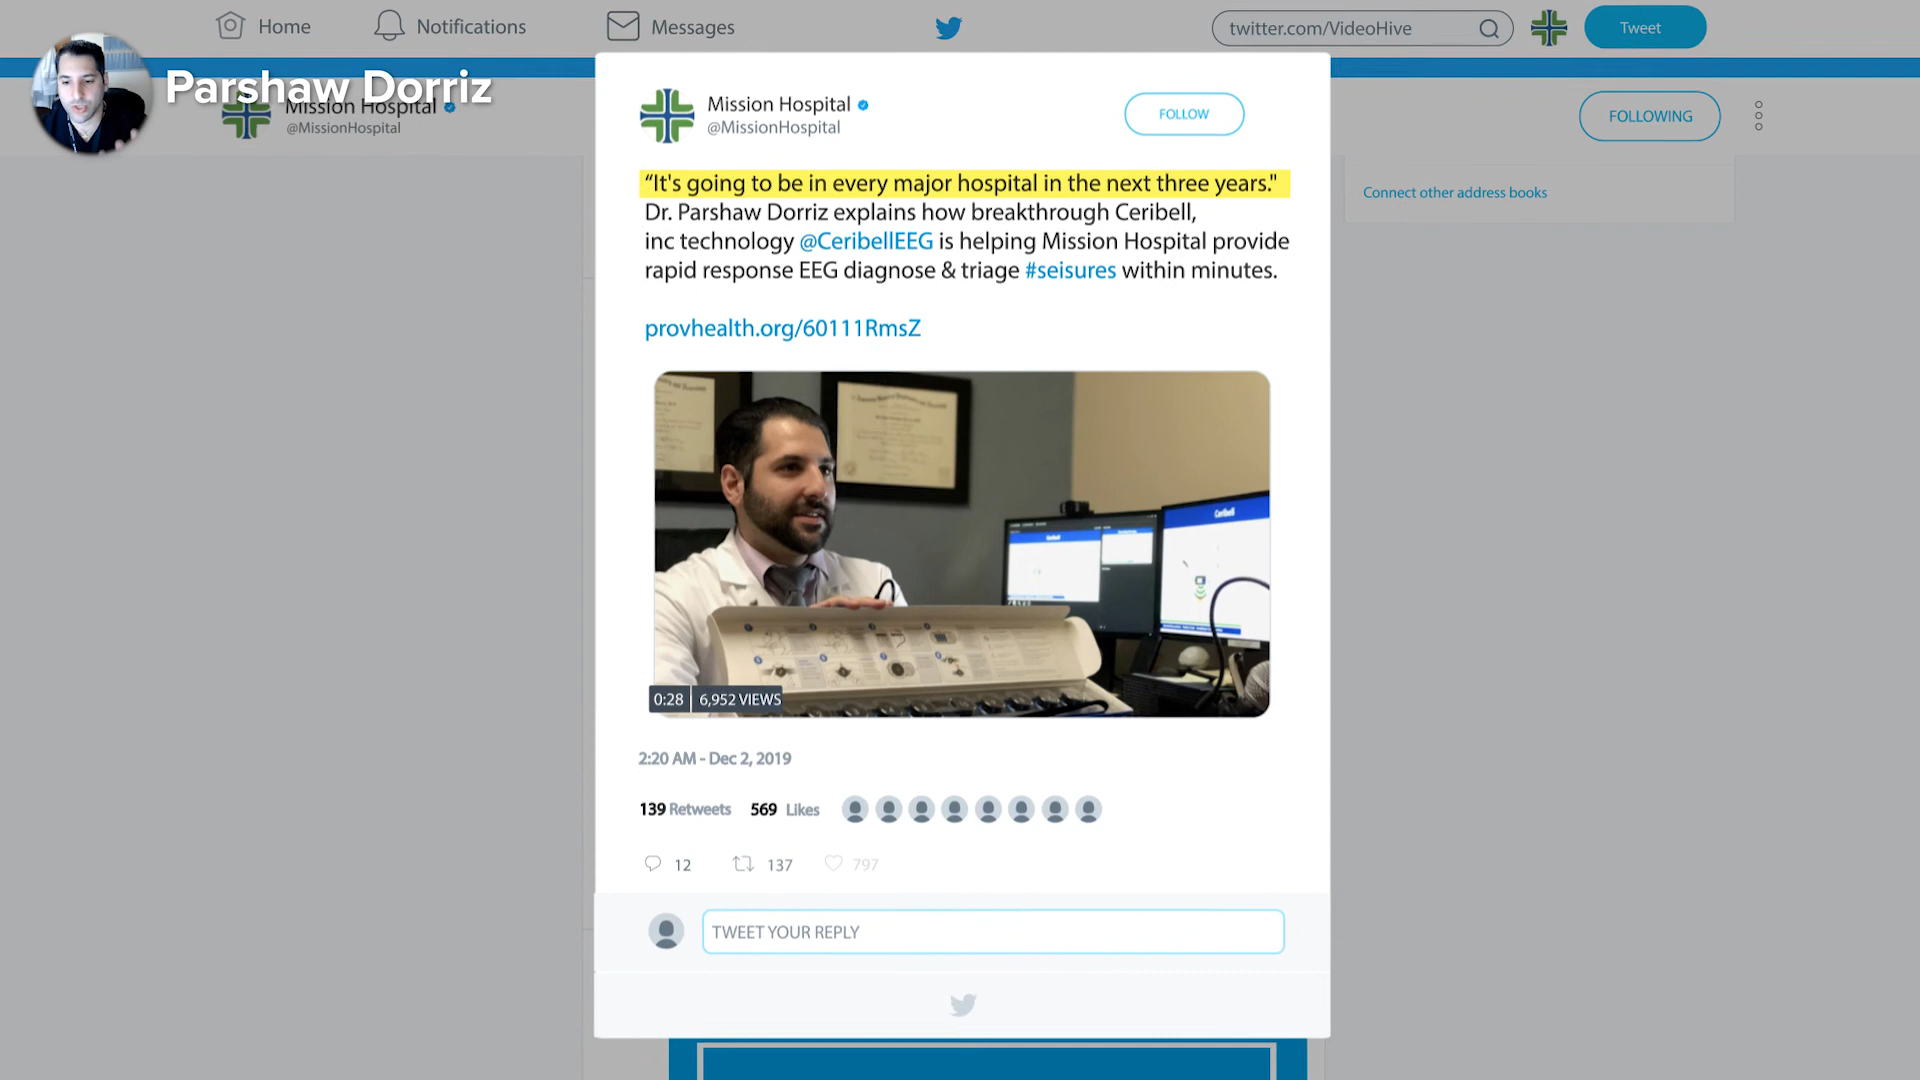 Home
Notifications
Messages
twitter.com/VideoHive
Tweet
Parshaw Dorriz
Mission Hospital
@MissionHospital
FOLLOWING
Mission Hospital
@MissionHospital
FOLLOW
“It's going to be in every major hospital in the next three years."
Dr. Parshaw Dorriz explains how breakthrough Ceribell,
inc technology @CeribellEEG is helping Mission Hospital provide
rapid response EEG diagnose & triage #seisures within minutes.
provhealth.org/60111RmsZ
Connect other address books
Ceribell
Ceribell
0:28
6,952 VIEWS
2:20 AM - Dec 2, 2019
139 Retweets 569 Likes
12 137 797
TWEET YOUR REPLY